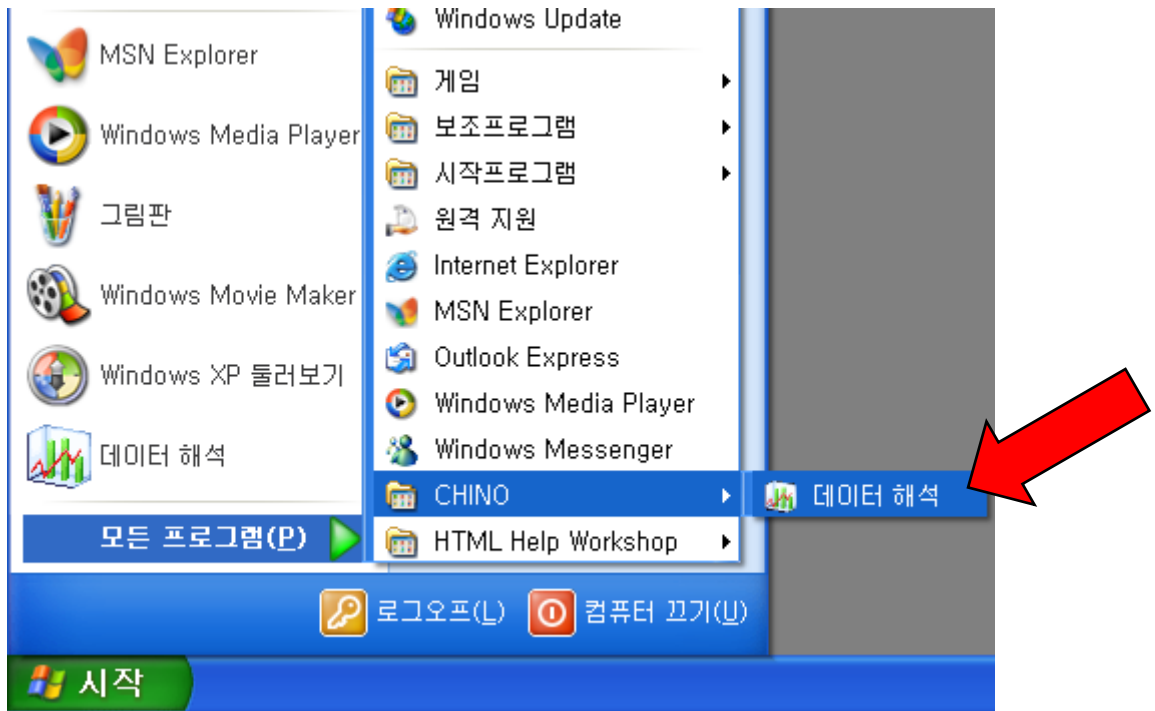 MSN Explorer
Windows Media Player
그림판
Windows Movie Maker
Windows XP 둘러보기
데이터 해석
모든 프로그램(P)
Windows Update
게임
보조프로그램
시작프로그램
원격 지원
Internet Explorer
MSN Explorer
Outlook Express
Windows Media Player
Windows Messenger
CHINO
HTML Help Workshop
데이터 해석
로그오프(L)
컴퓨터 끄기(U)
시작